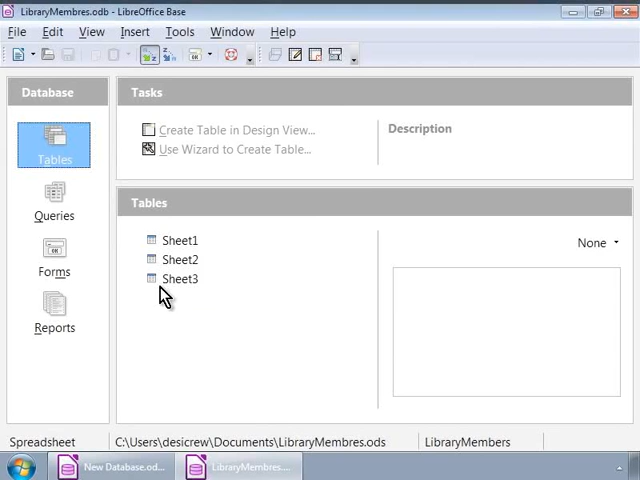 LibraryMembres.odb - LibreOffice Base
File Edit View Insert Tools Window Help
Database
Tables
Queries
Forms
Reports
Tasks
Create Table in Design View...
Use Wizard to Create Table...
Description
Tables
Sheet1
Sheet2
Sheet3
None
Spreadsheet C:\Users\desicrew\Documents\LibraryMembres.ods LibraryMembers
New Database.od... LibraryMembres....